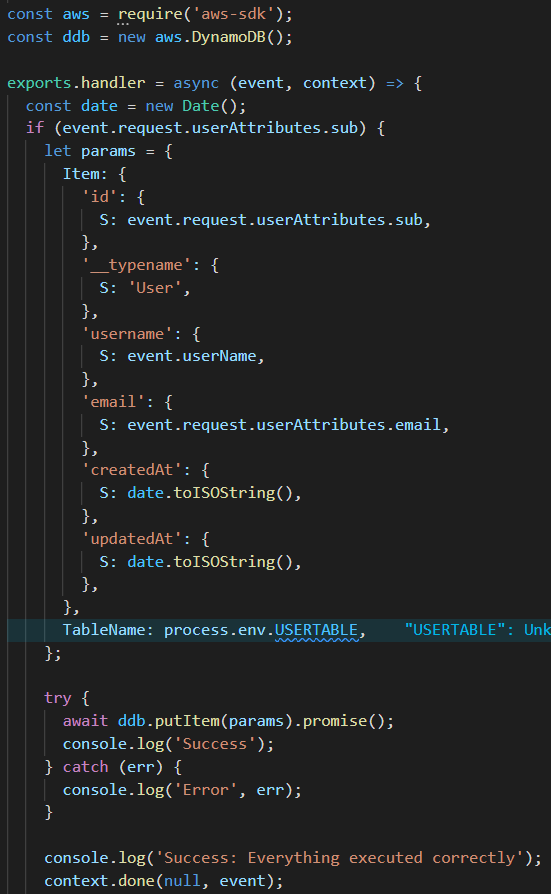 const aws = require('aws-sdk');
const ddb = new aws.DynamoDB();

exports.handler = async (event, context) => {
  const date = new Date();
  if (event.request.userAttributes.sub) {
    let params = {
      Item: {
        'id': {
          S: event.request.userAttributes.sub,
        },
        '__typename': {
          S: 'User',
        },
        'username': {
          S: event.userName,
        },
        'email': {
          S: event.request.userAttributes.email,
        },
        'createdAt': {
          S: date.toISOString(),
        },
        'updatedAt': {
          S: date.toISOString(),
        },
      },
      TableName: process.env.USERTABLE,    "USERTABLE": Unk
    };

    try {
      await ddb.putItem(params).promise();
      console.log('Success');
    } catch (err) {
      console.log('Error', err);
    }

    console.log('Success: Everything executed correctly');
    context.done(null, event);